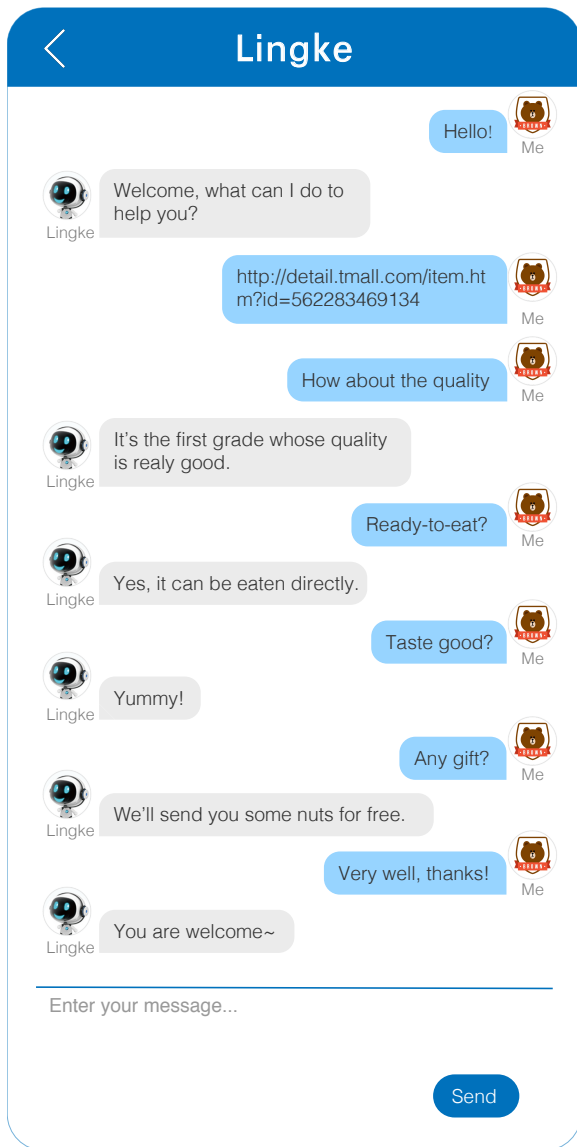 Lingke
Hello!
Me
Welcome, what can I do to
help you?
Lingke
http://detail.tmall.com/item.ht
m?id=562283469134
Me
How about the quality
Me
It's the first grade whose quality
is realy good.
Lingke
Ready-to-eat?
Me
Yes, it can be eaten directly.
Lingke
Taste good?
Me
Yummy!
Lingke
Any gift?
Me
We'll send you some nuts for free.
Lingke
Very well, thanks!
Me
You are welcome~
Lingke
Enter your message...
Send